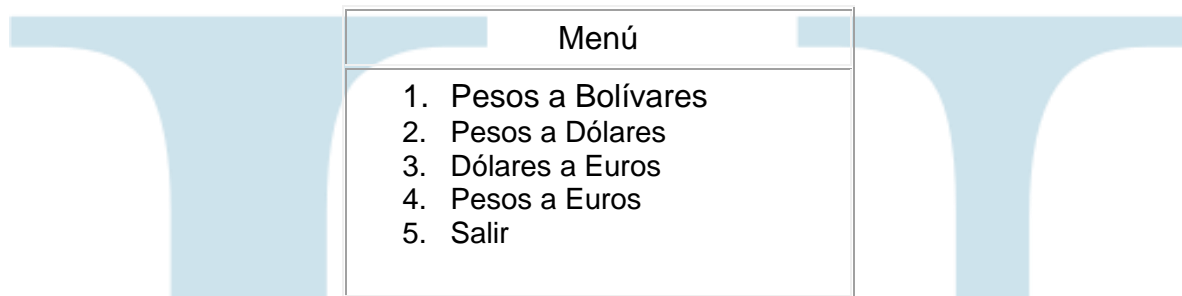 Menú
1. Pesos a Bolívares
2. Pesos a Dólares
3. Dólares a Euros
4. Pesos a Euros
5. Salir